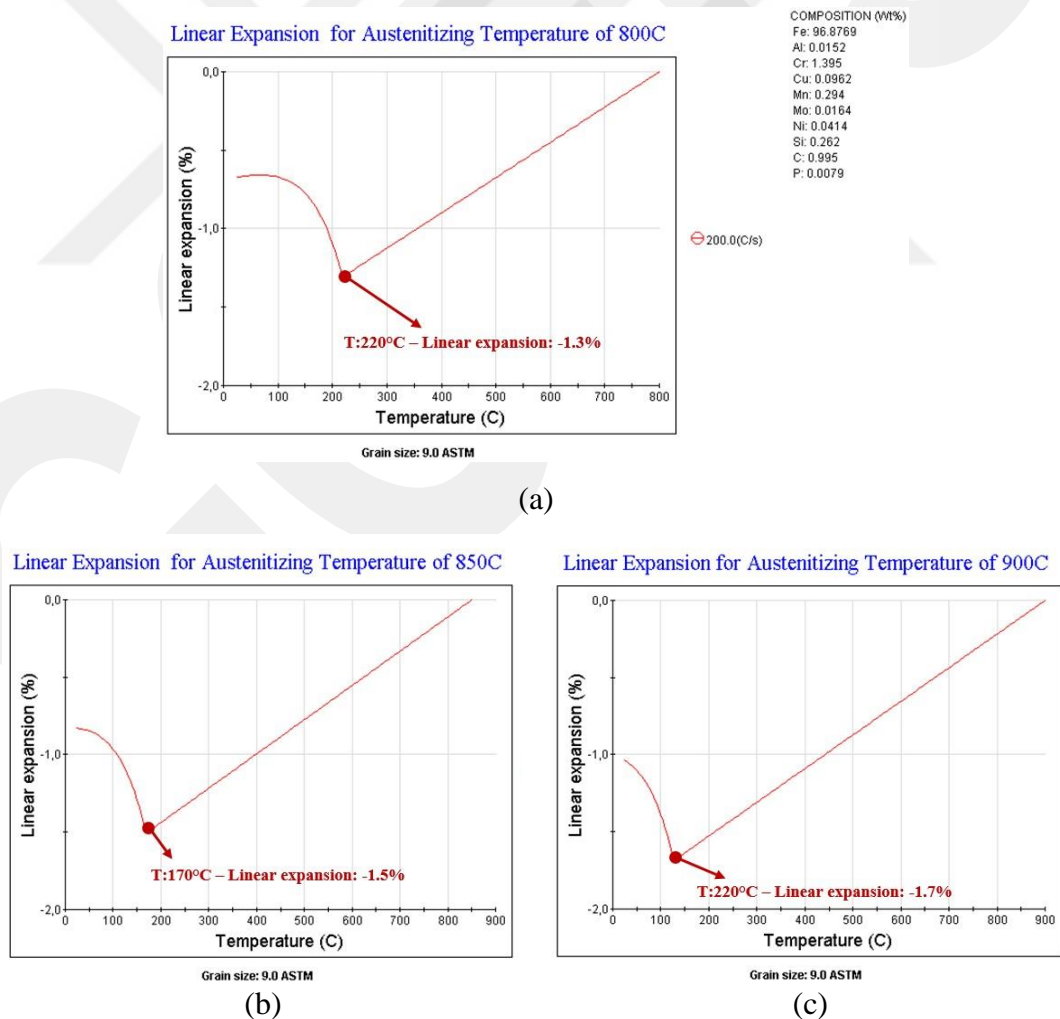 Linear Expansion for Austenitizing Temperature of 800C
0,0
-1,0
-2,0
Linear expansion (%)
0 100 200 300 400 500 600 700 800
Temperature (C)
T:220°C – Linear expansion: -1.3%
Grain size: 9.0 ASTM
COMPOSITION (Wt%)
Fe: 96.8769
Al: 0.0152
Cr: 1.395
Cu: 0.0962
Mn: 0.294
Mo: 0.0164
Ni: 0.0414
Si: 0.262
C: 0.995
P: 0.0079
200.0(C/s)
(a)
Linear Expansion for Austenitizing Temperature of 850C
0,0
-1,0
-2,0
Linear expansion (%)
0 100 200 300 400 500 600 700 800 900
Temperature (C)
T:170°C – Linear expansion: -1.5%
Grain size: 9.0 ASTM
(b)
Linear Expansion for Austenitizing Temperature of 900C
0,0
-1,0
-2,0
Linear expansion (%)
0 100 200 300 400 500 600 700 800 900
Temperature (C)
T:220°C – Linear expansion: -1.7%
Grain size: 9.0 ASTM
(c)